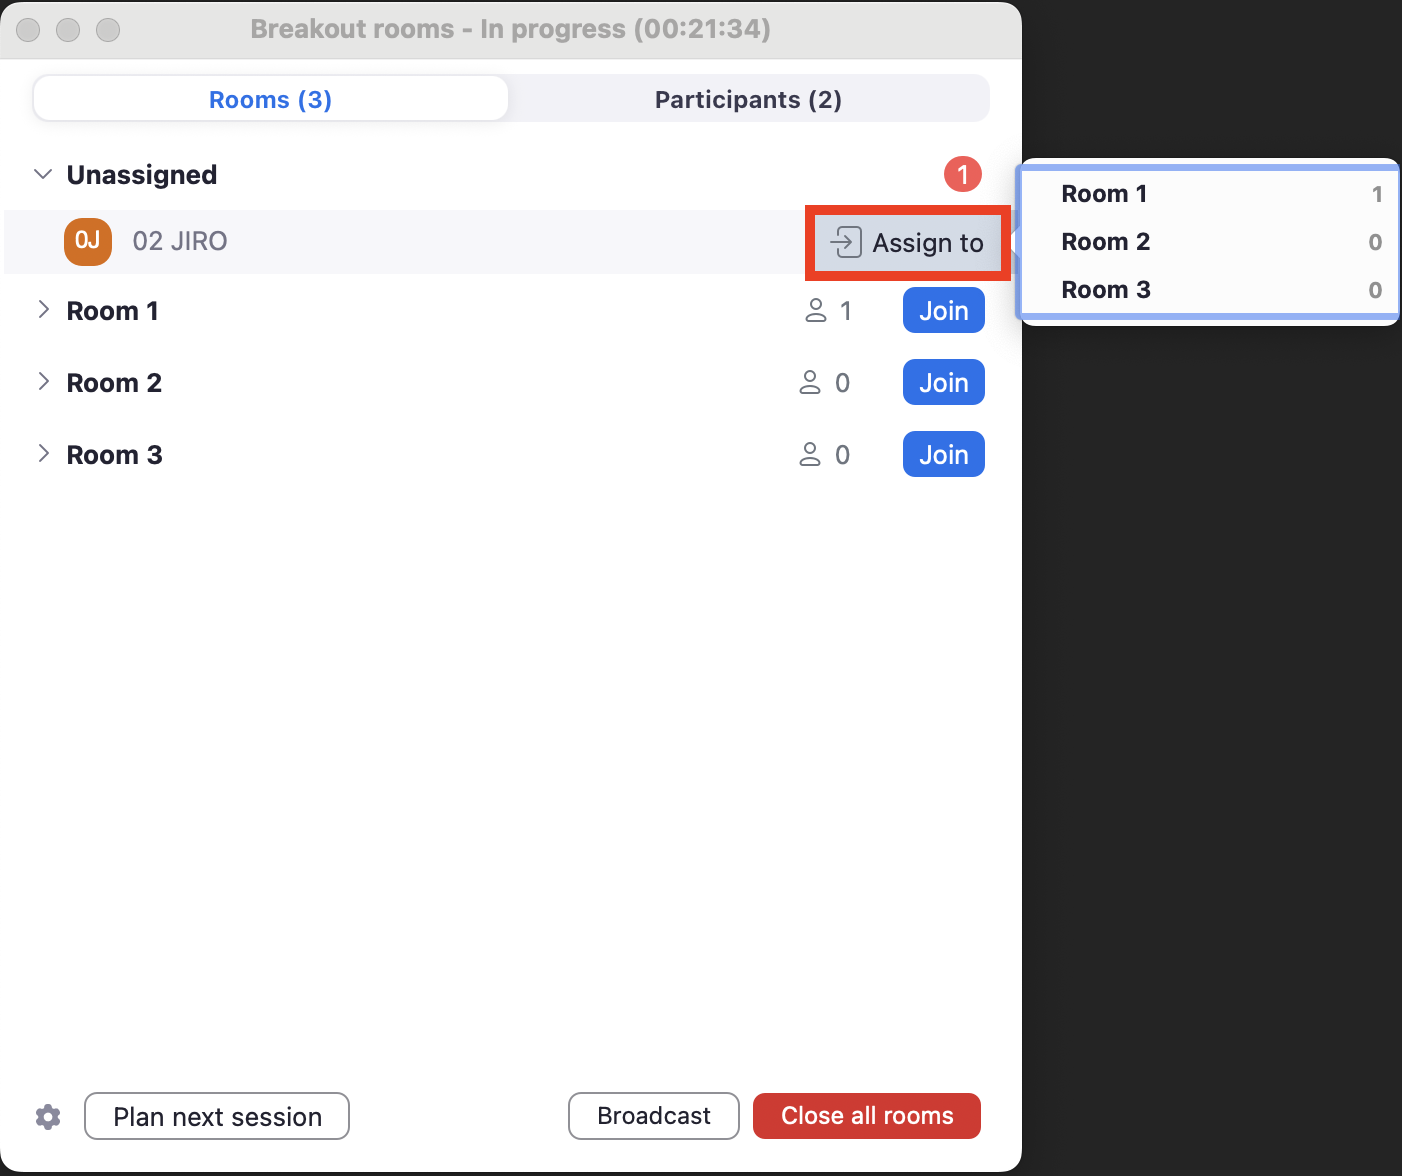 Breakout rooms - In progress (00:21:34)
Rooms (3)
Participants (2)
Unassigned
1
0J
02 JIRO
Assign to
Room 1
1
Room 2
0
Room 3
0
Room 1
1
Join
Room 2
0
Join
Room 3
0
Join
Plan next session
Broadcast
Close all rooms